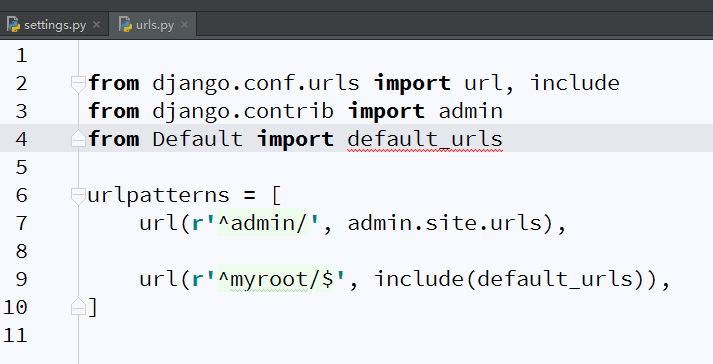 settings.py × urls.py ×
1
2 from django.conf.urls import url, include
3 from django.contrib import admin
4 from Default import default_urls
5
6 urlpatterns = [
7     url(r'^admin/', admin.site.urls),
8
9     url(r'^myroot/$', include(default_urls)),
10 ]
11